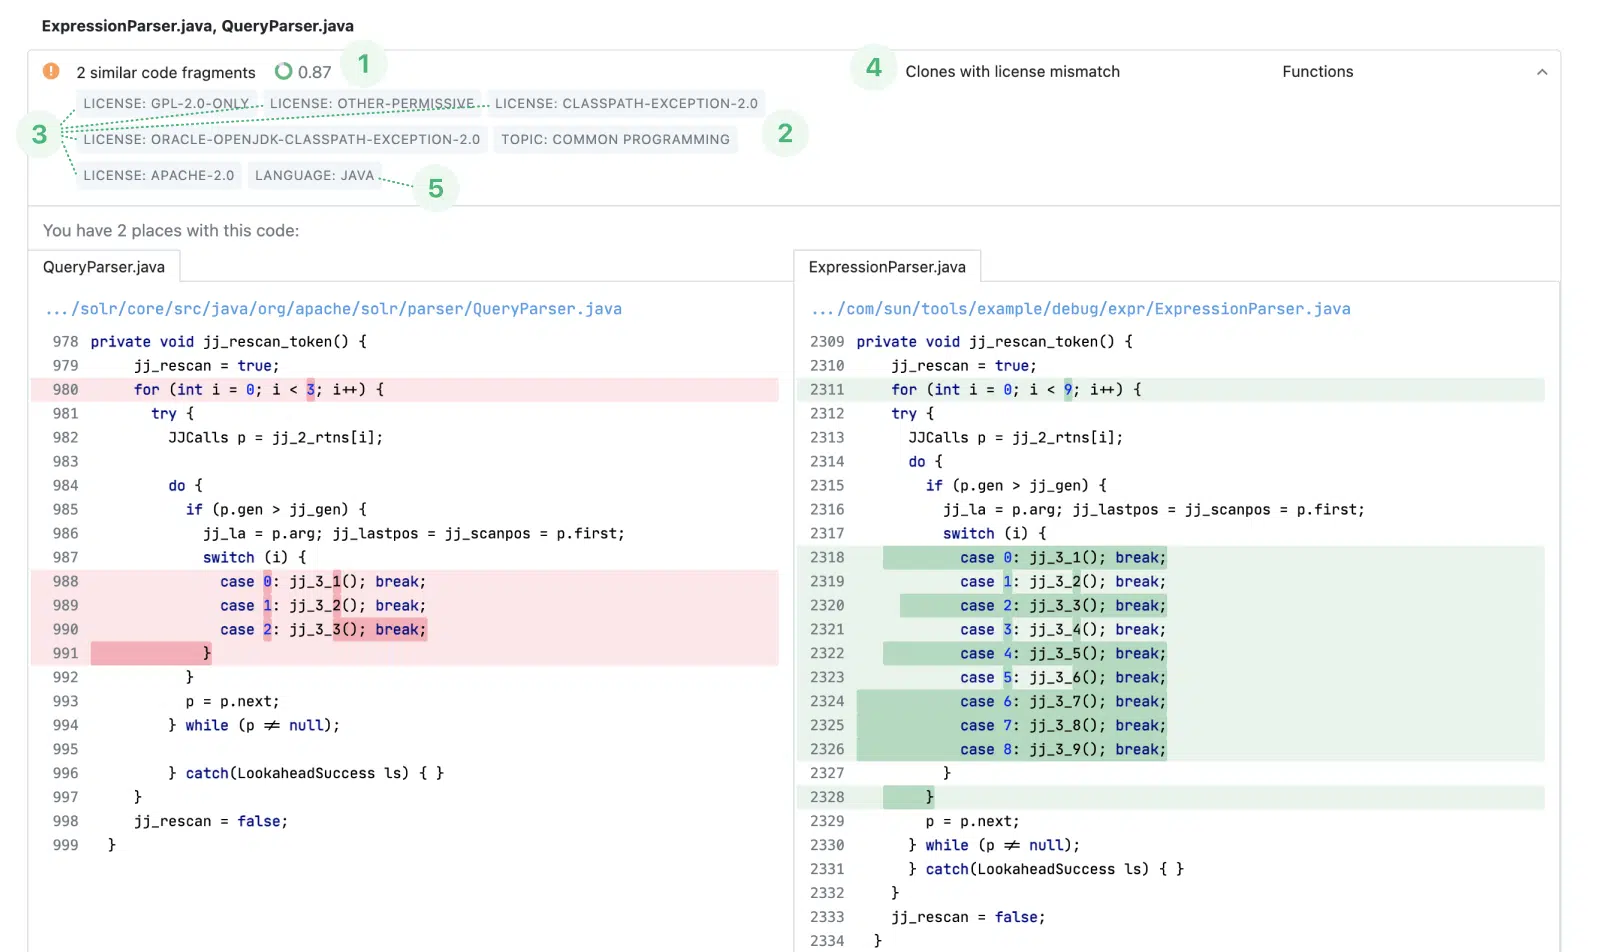 ExpressionParser.java, QueryParser.java
2 similar code fragments 0.87 1 4 Clones with license mismatch Functions
LICENSE: GPL-2.0-ONLY LICENSE: OTHER-PERMISSIVE LICENSE: CLASSPATH-EXCEPTION-2.0
3 LICENSE: ORACLE-OPENJDK-CLASSPATH-EXCEPTION-2.0 TOPIC: COMMON PROGRAMMING 2
LICENSE: APACHE-2.0 LANGUAGE: JAVA 5
You have 2 places with this code:
QueryParser.java
.../solr/core/src/java/org/apache/solr/parser/QueryParser.java
978 private void jj_rescan_token() {
979 jj_rescan = true;
980 for (int i = 0; i < 3; i++) {
981 try {
982 JJCalls p = jj_2_rtns[i];
983
984 do {
985 if (p.gen > jj_gen) {
986 jj_la = p.arg; jj_lastpos = jj_scanpos = p.first;
987 switch (i) {
988 case 0: jj_3_1(); break;
989 case 1: jj_3_2(); break;
990 case 2: jj_3_3(); break;
991 }
992 }
993 p = p.next;
994 } while (p ≠ null);
995
996 } catch(LookaheadSuccess ls) { }
997 }
998 jj_rescan = false;
999 }
ExpressionParser.java
.../com/sun/tools/example/debug/expr/ExpressionParser.java
2309 private void jj_rescan_token() {
2310 jj_rescan = true;
2311 for (int i = 0; i < 9; i++) {
2312 try {
2313 JJCalls p = jj_2_rtns[i];
2314 do {
2315 if (p.gen > jj_gen) {
2316 jj_la = p.arg; jj_lastpos = jj_scanpos = p.first;
2317 switch (i) {
2318 case 0: jj_3_1(); break;
2319 case 1: jj_3_2(); break;
2320 case 2: jj_3_3(); break;
2321 case 3: jj_3_4(); break;
2322 case 4: jj_3_5(); break;
2323 case 5: jj_3_6(); break;
2324 case 6: jj_3_7(); break;
2325 case 7: jj_3_8(); break;
2326 case 8: jj_3_9(); break;
2327 }
2328 }
2329 p = p.next;
2330 } while (p ≠ null);
2331 } catch(LookaheadSuccess ls) { }
2332 }
2333 jj_rescan = false;
2334 }